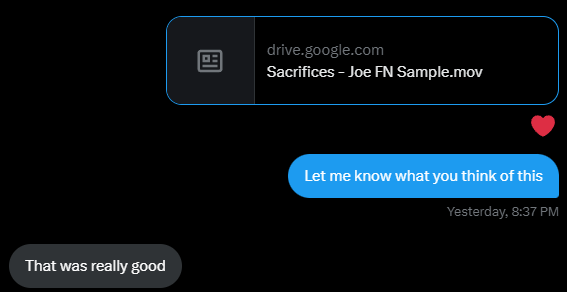 drive.google.com
Sacrifices - Joe FN Sample.mov
Let me know what you think of this
Yesterday, 8:37 PM
That was really good